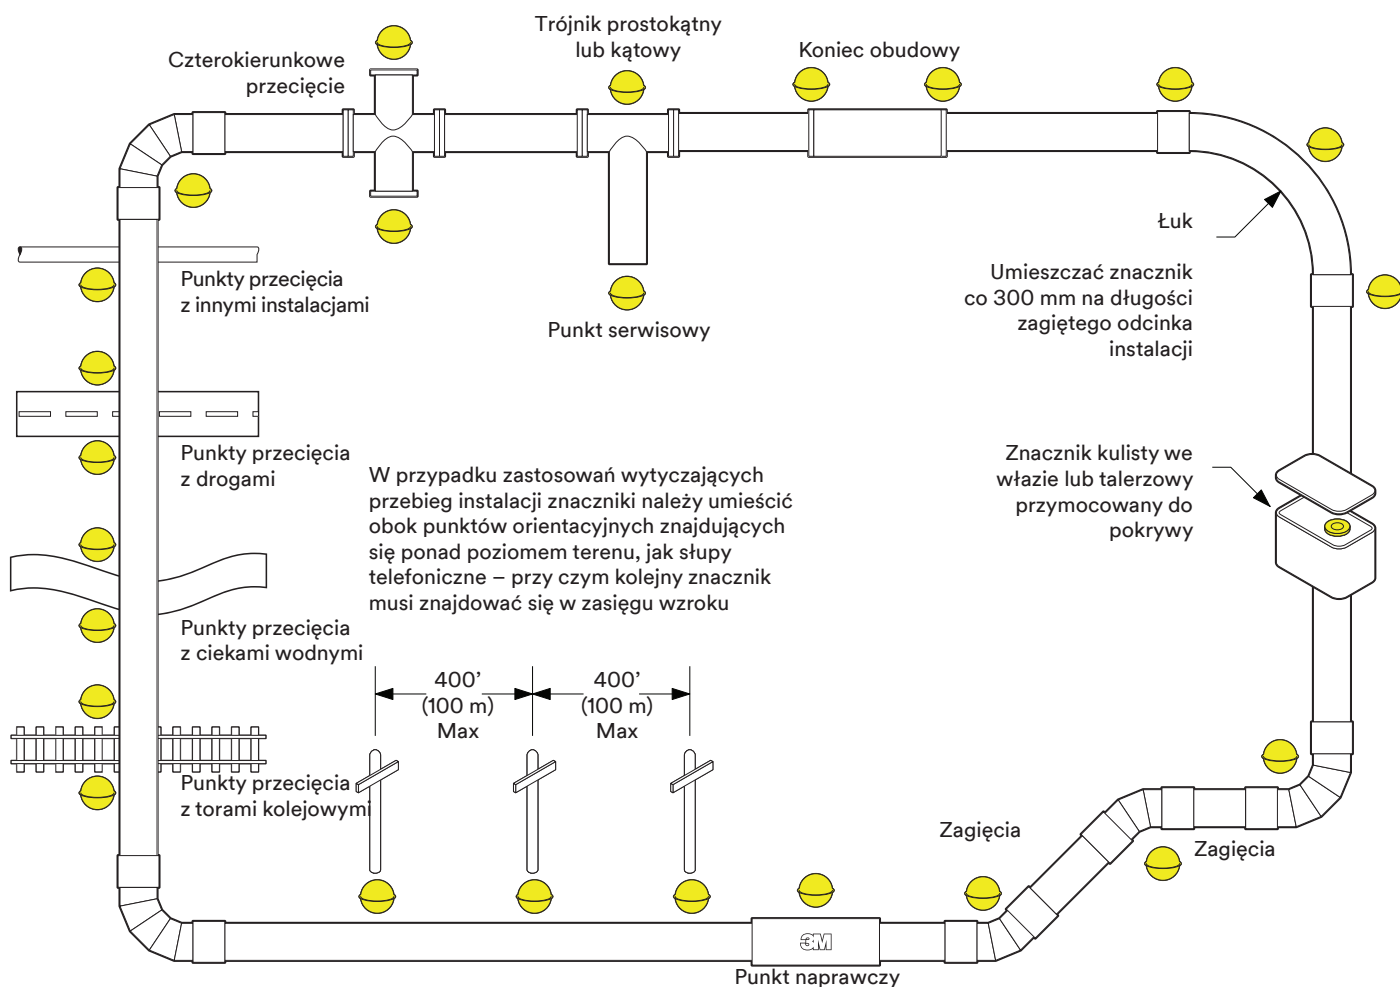 Czterokierunkowe
przecięcie
Trójnik prostokątny
lub kątowy
Koniec obudowy
Łuk
Umieszczać znacznik
co 300 mm na długości
zagiętego odcinka
instalacji
Punkty przecięcia
z innymi instalacjami
Punkt serwisowy
Punkty przecięcia
z drogami
W przypadku zastosowań wytyczających
przebieg instalacji znaczniki należy umieścić
obok punktów orientacyjnych znajdujących
się ponad poziomem terenu, jak słupy
telefoniczne – przy czym kolejny znacznik
musi znajdować się w zasięgu wzroku
Znacznik kulisty we
włazie lub talerzowy
przymocowany do
pokrywy
Punkty przecięcia
z ciekami wodnymi
400’
(100 m)
Max
400’
(100 m)
Max
Punkty przecięcia
z torami kolejowymi
Zagięcia
Zagięcia
3M
Punkt naprawczy